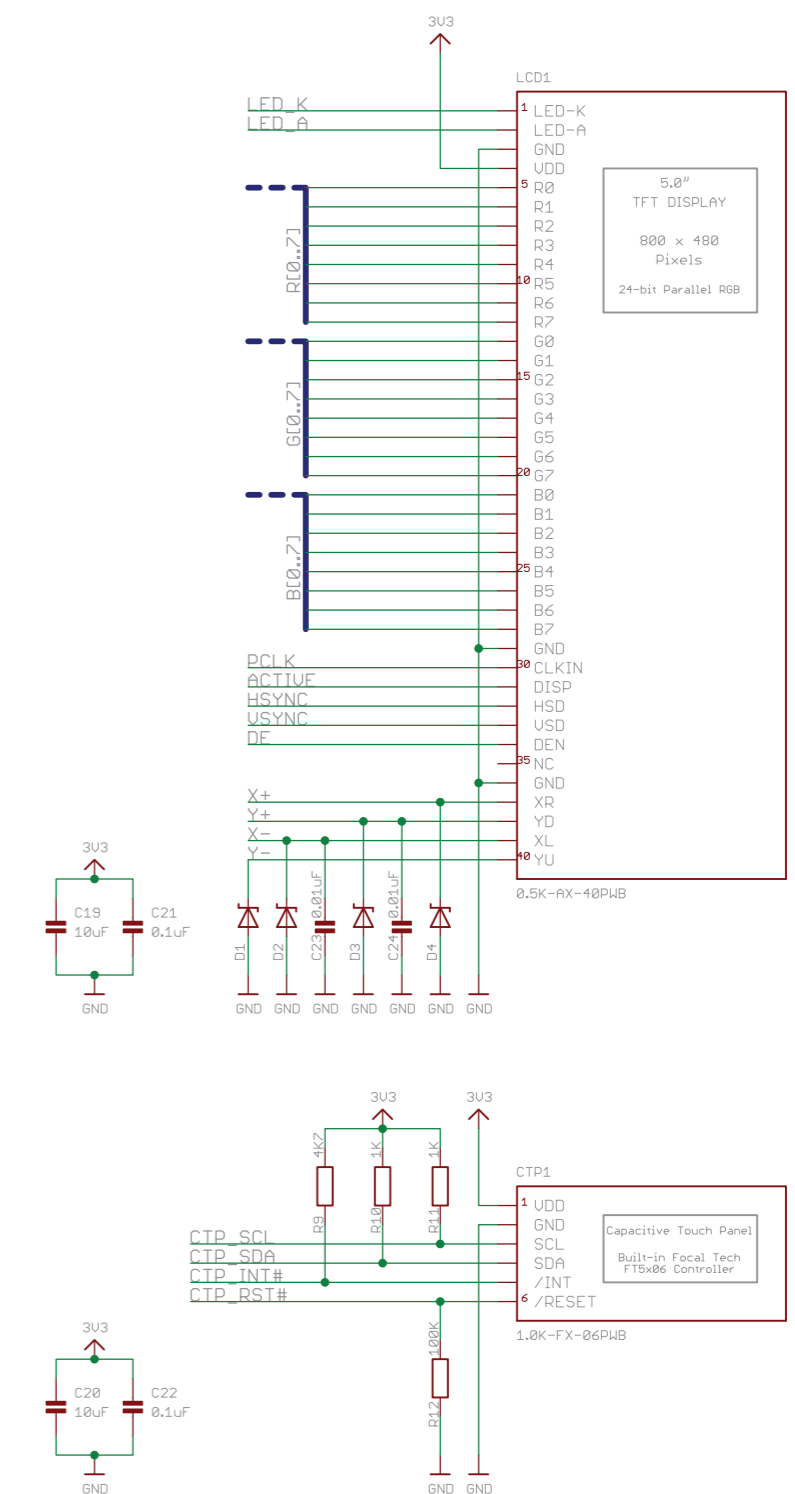 3V3
LCD1
LED_K
LED_A
1 LED-K
LED-A
GND
VDD
5 R0
R1
R2
R3
R4
10 R5
R6
R7
G0
G1
15 G2
G3
G4
G5
G6
20 G7
B0
B1
B2
B3
25 B4
B5
B6
B7
GND
30 CLKIN
DISP
HSD
VSD
DEN
35 NC
GND
XR
YD
XL
40 YU
5.0"
TFT DISPLAY
800 x 480
Pixels
24-bit Parallel RGB
R[0..7]
G[0..7]
B[0..7]
PCLK
ACTIVE
HSYNC
VSYNC
DE
X+
Y+
X-
Y-
0.5K-AX-40PWB
3V3
C19
10uF
C21
0.1uF
GND
D1
D2
C23
0.01uF
D3
C24
0.01uF
D4
GND
GND
GND
GND
GND
GND
GND
3V3
3V3
4K7
1K
1K
R9
R10
R11
CTP1
CTP_SCL
CTP_SDA
CTP_INT#
CTP_RST#
1 VDD
GND
SCL
SDA
/INT
6 /RESET
Capacitive Touch Panel
Built-in Focal Tech
FT5x06 Controller
1.0K-FX-06PWB
100K
R12
GND
GND
3V3
C20
10uF
C22
0.1uF
GND